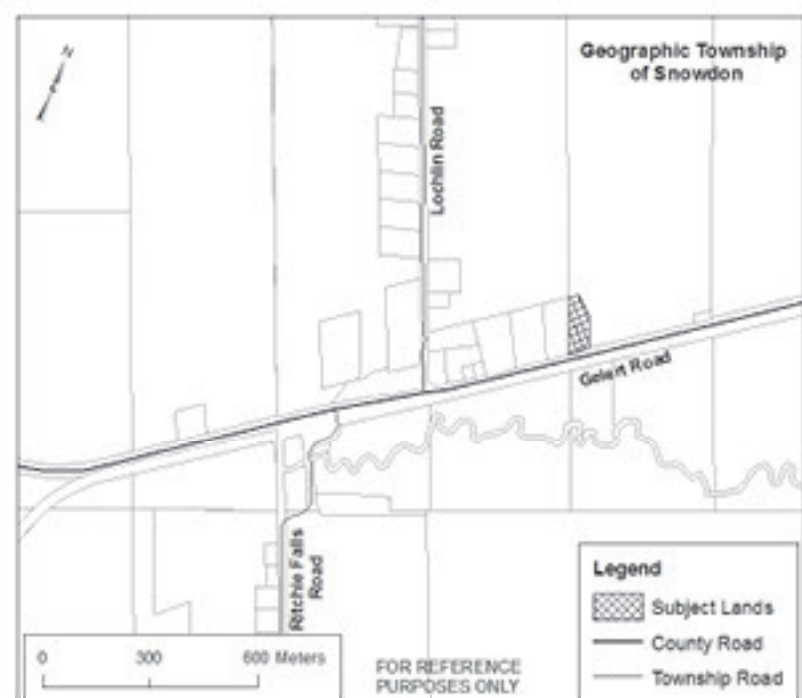 N
Geographic Township
of Snowdon
Lochlin Road
Gelert Road
Ritchie Falls
Road
Legend
Subject Lands
County Road
Township Road
0 300 600 Meters
FOR REFERENCE
PURPOSES ONLY